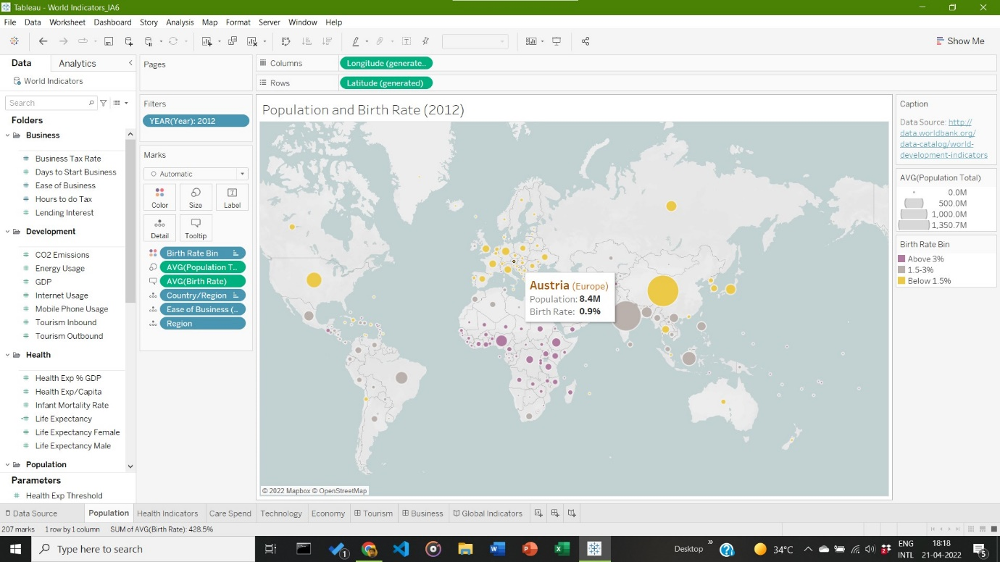 Tableau - World Indicators_IA6
File Data Worksheet Dashboard Story Analysis Map Format Server Window Help
Show Me
Data Analytics
World Indicators
Search
Folders
Business
Business Tax Rate
Days to Start Business
Ease of Business
Hours to do Tax
Lending Interest
Development
CO2 Emissions
Energy Usage
GDP
Internet Usage
Mobile Phone Usage
Tourism Inbound
Tourism Outbound
Health
Health Exp % GDP
Health Exp/Capita
Infant Mortality Rate
Life Expectancy
Life Expectancy Female
Life Expectancy Male
Population
Parameters
Health Exp Threshold
Pages
Filters
YEAR(Year): 2012
Marks
Automatic
Color Size Label
Detail Tooltip
Birth Rate Bin
AVG(Population T..
AVG(Birth Rate)
Country/Region
Ease of Business (..
Region
Columns Longitude (generate..
Rows Latitude (generated)
Population and Birth Rate (2012)
Austria (Europe)
Population: 8.4M
Birth Rate: 0.9%
© 2022 Mapbox © OpenStreetMap
Caption
Data Source: http://
data.worldbank.org/
data-catalog/world-
development-indicators
AVG(Population Total)
0.0M
500.0M
1,000.0M
1,350.7M
Birth Rate Bin
Above 3%
1.5-3%
Below 1.5%
Data Source Population Health Indicators Care Spend Technology Economy Tourism Business Global Indicators
207 marks 1 row by 1 column SUM of AVG(Birth Rate): 428.5%
Type here to search
1
Desktop
34°C
ENG
INTL
18:18
21-04-2022
5